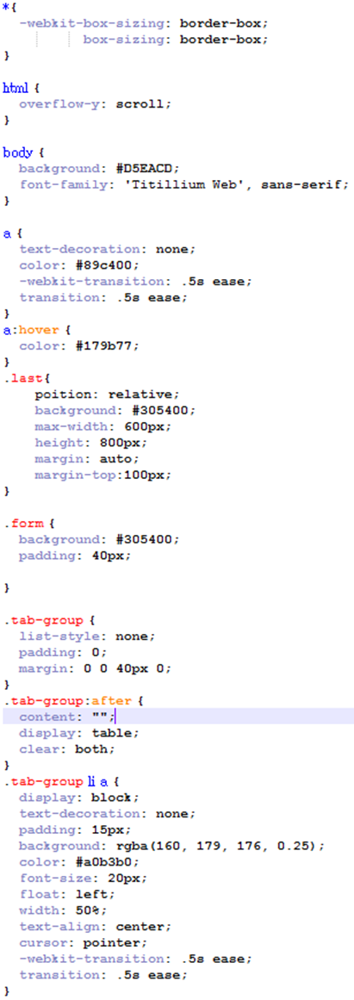 *{
-webkit-box-sizing: border-box;
box-sizing: border-box;
}
html {
overflow-y: scroll;
}
body {
background: #D5EACD;
font-family: 'Titillium Web', sans-serif;
}
a {
text-decoration: none;
color: #89c400;
-webkit-transition: .5s ease;
transition: .5s ease;
}
a:hover {
color: #179b77;
}
.last{
poition: relative;
background: #305400;
max-width: 600px;
height: 800px;
margin: auto;
margin-top:100px;
}
.form {
background: #305400;
padding: 40px;
}
.tab-group {
list-style: none;
padding: 0;
margin: 0 0 40px 0;
}
.tab-group:after {
content: "";
display: table;
clear: both;
}
.tab-group li a {
display: block;
text-decoration: none;
padding: 15px;
background: rgba(160, 179, 176, 0.25);
color: #a0b3b0;
font-size: 20px;
float: left;
width: 50%;
text-align: center;
cursor: pointer;
-webkit-transition: .5s ease;
transition: .5s ease;
}